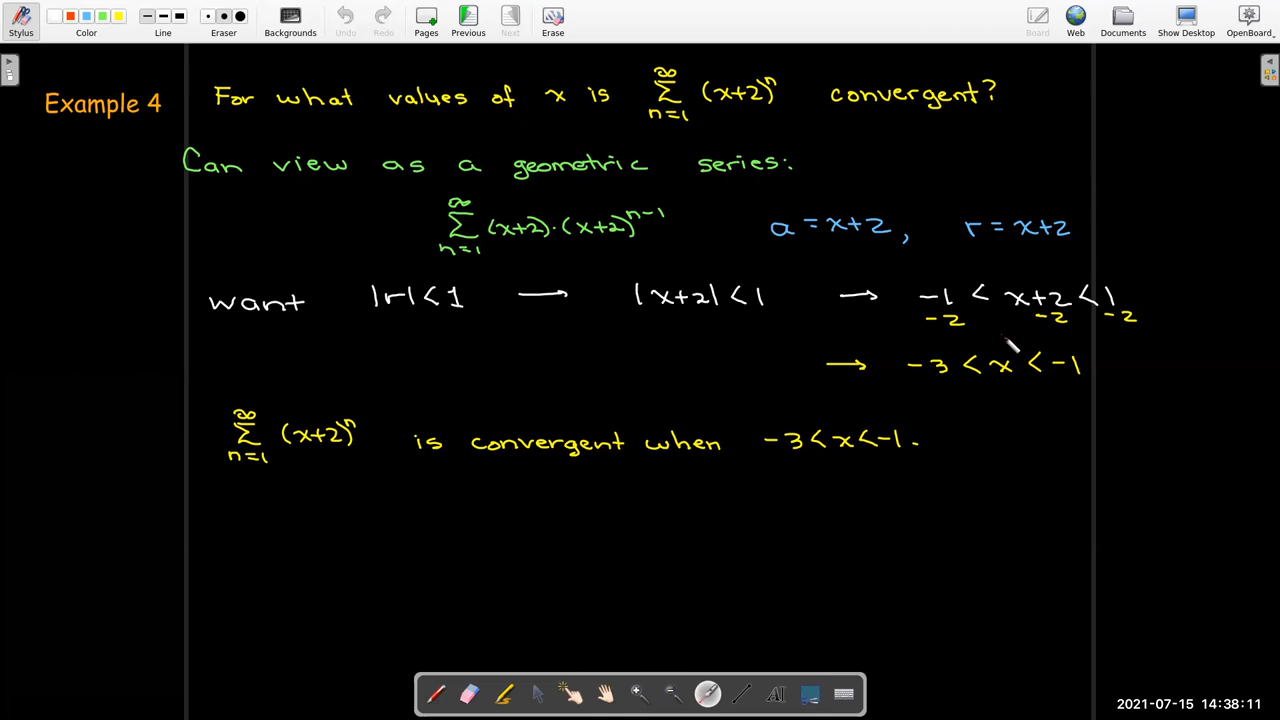 Stylus Color Line Eraser Backgrounds Undo Redo Pages Previous Next Erase Board Web Documents Show Desktop OpenBoard
Example 4 For what values of x is ∞ Σ n=1 (x+2)^n convergent?
Can view as a geometric series:
∞ Σ n=1 (x+2)·(x+2)^{n-1} a = x+2, r = x+2
want |r| < 1 → |x+2| < 1 → -1 < x+2 < 1
-2 -2 -2
→ -3 < x < -1
∞ Σ n=1 (x+2)^n is convergent when -3 < x < -1.
2021-07-15 14:38:11